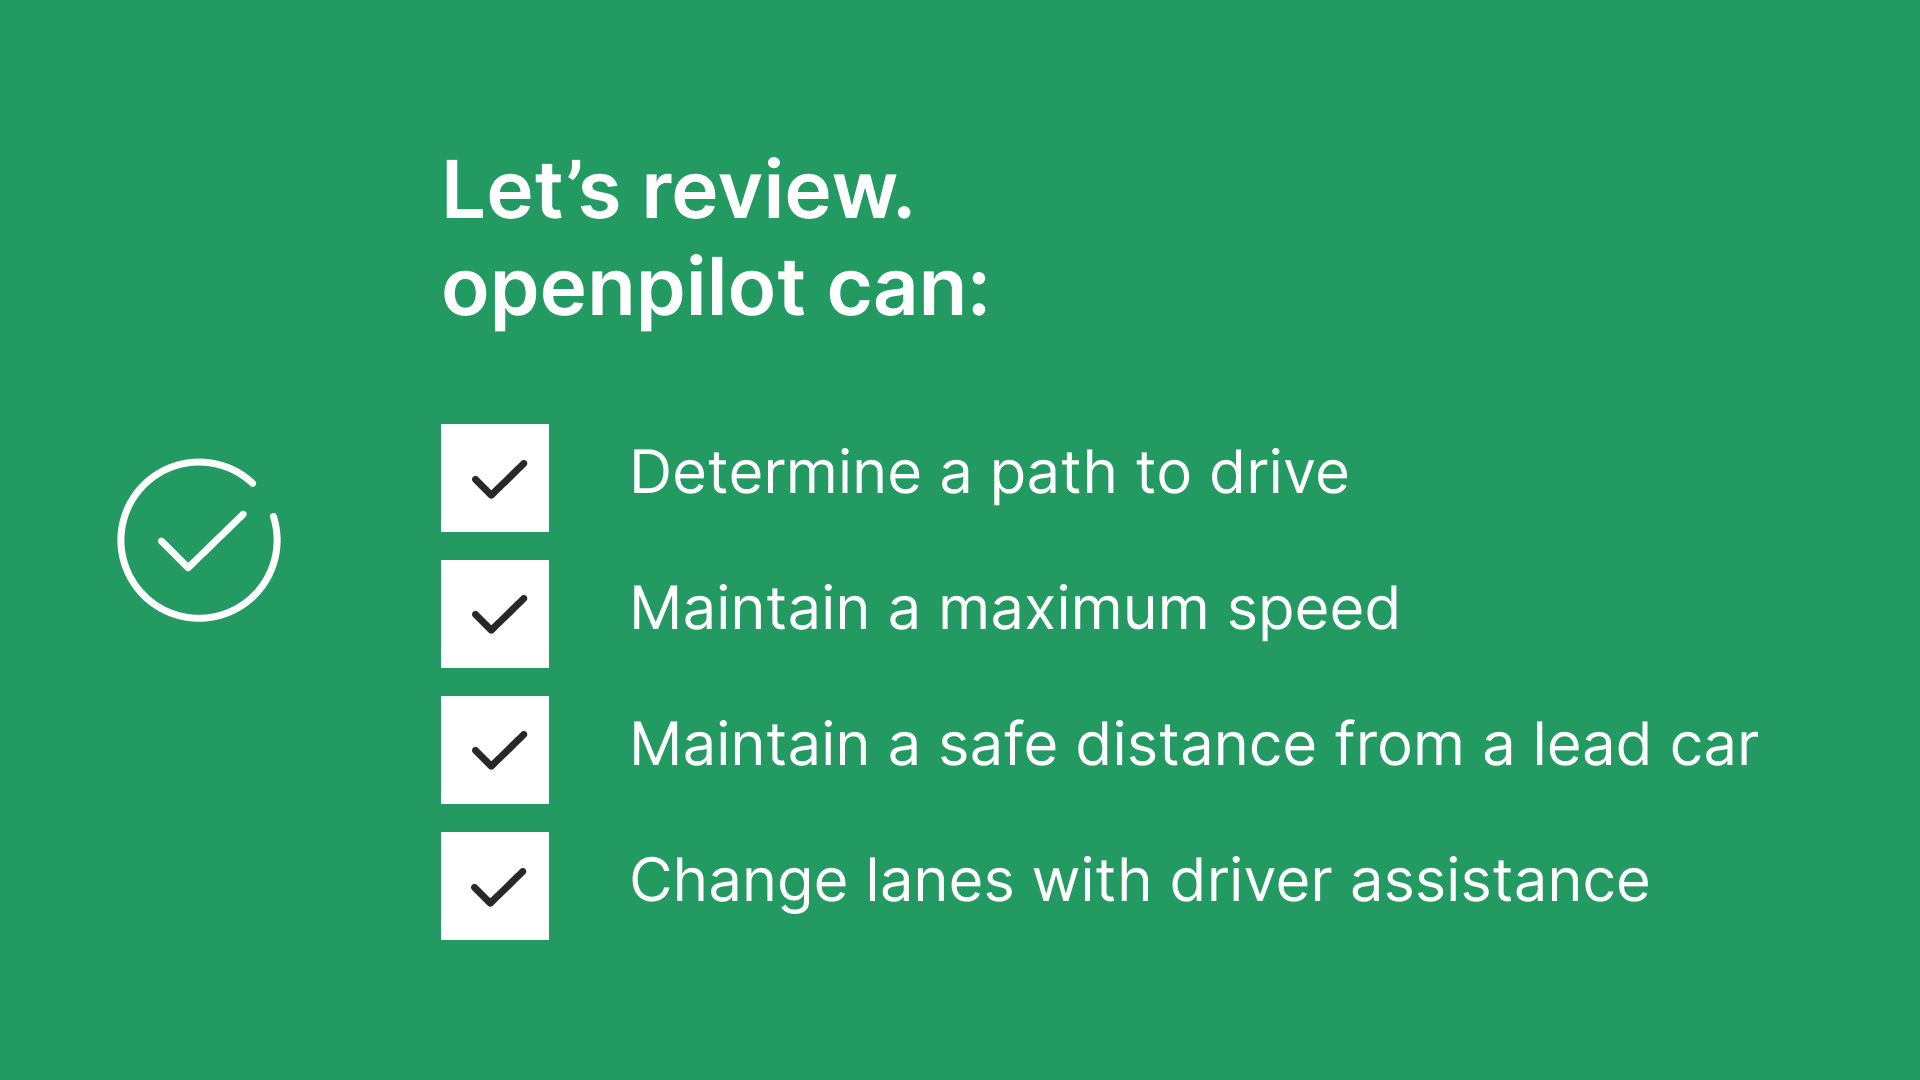 Let’s review.
openpilot can:
Determine a path to drive
Maintain a maximum speed
Maintain a safe distance from a lead car
Change lanes with driver assistance